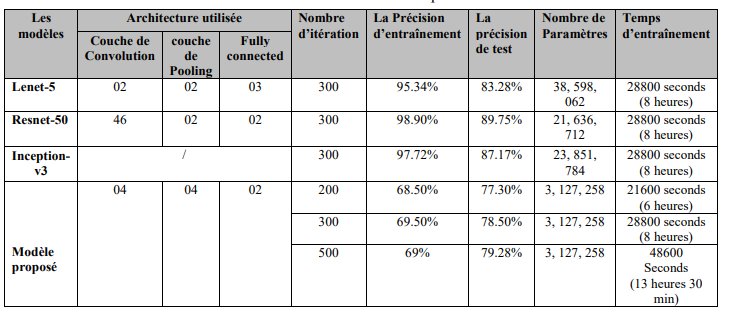 Les modèles
Architecture utilisée
Nombre d'itération
La Précision d'entraînement
La précision de test
Nombre de Paramètres
Temps d'entraînement
Couche de Convolution
couche de Pooling
Fully connected
Lenet-5 02 02 03 300 95.34% 83.28% 38, 598, 062 28800 seconds (8 heures)
Resnet-50 46 02 02 300 98.90% 89.75% 21, 636, 712 28800 seconds (8 heures)
Inception-v3 / 300 97.72% 87.17% 23, 851, 784 28800 seconds (8 heures)
Modèle proposé 04 04 02 200 68.50% 77.30% 3, 127, 258 21600 seconds (6 heures)
300 69.50% 78.50% 3, 127, 258 28800 seconds (8 heures)
500 69% 79.28% 3, 127, 258 48600 Seconds (13 heures 30 min)